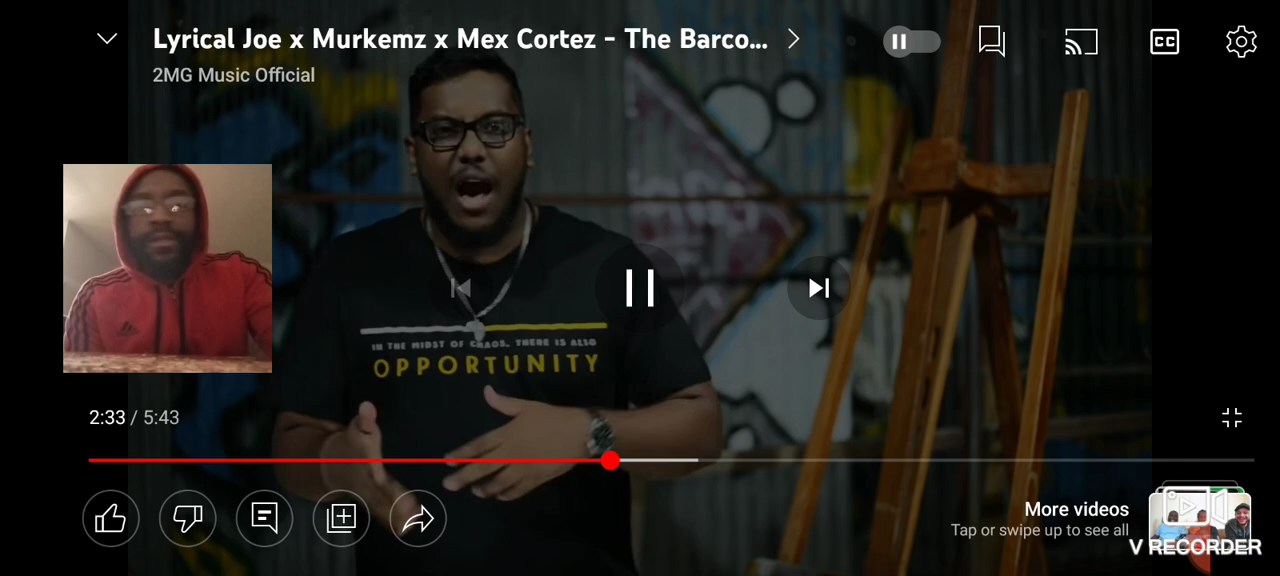 Lyrical Joe x Murkemz x Mex Cortez - The Barco...
2MG Music Official
CC
IN THE MIDST OF CHAOS, THERE IS ALSO
OPPORTUNITY
2:33 / 5:43
More videos
Tap or swipe up to see all
V RECORDER